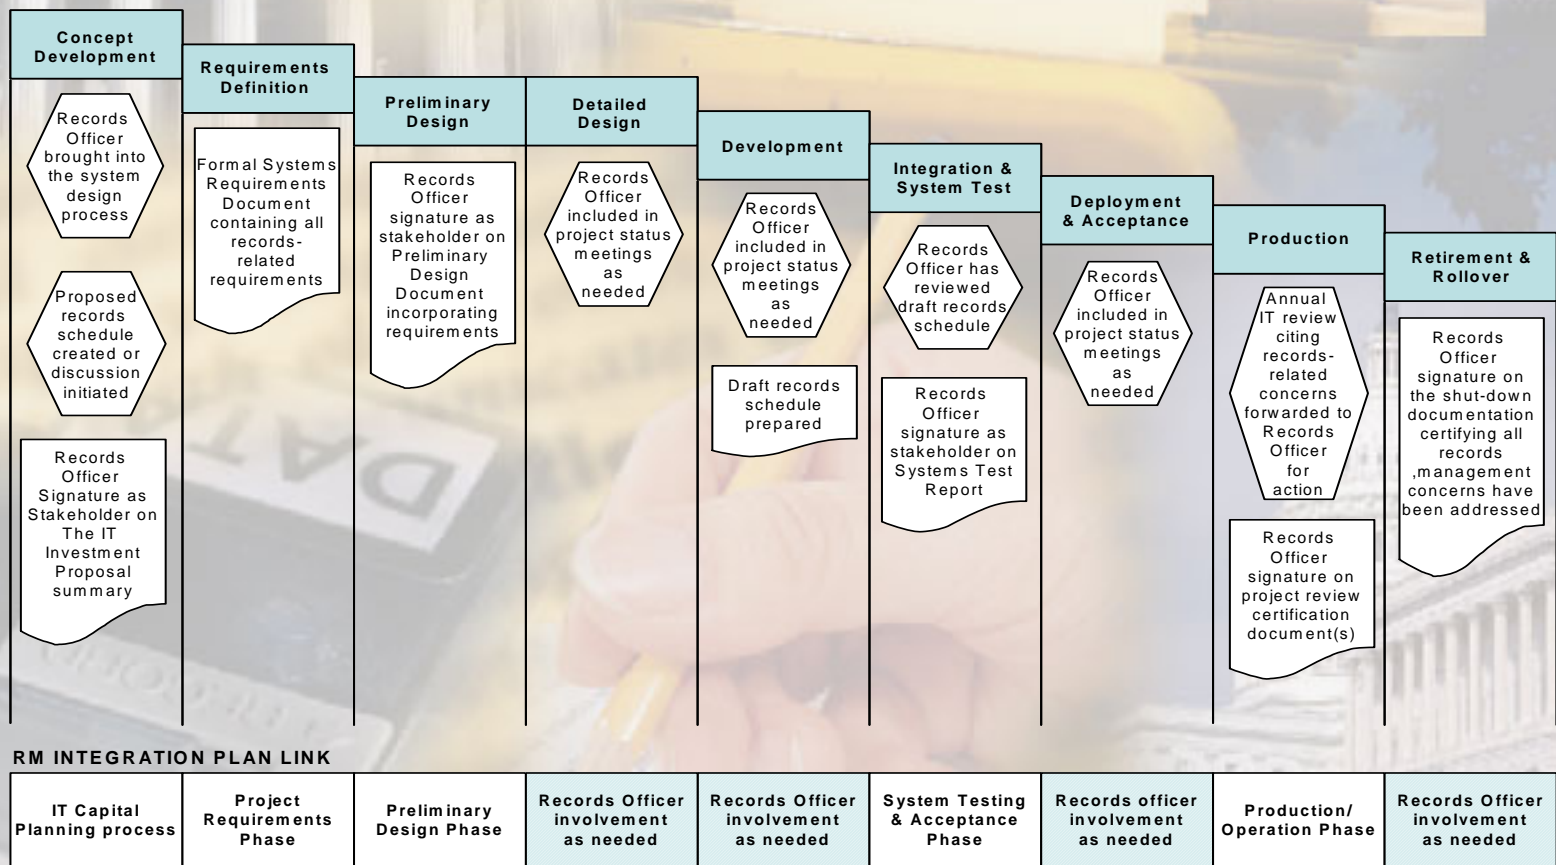 Concept
Development
Records
Officer
brought into
the system
design
process
Proposed
records
schedule
created or
discussion
initiated
Records
Officer
Signature as
Stakeholder on
The IT
Investment
Proposal
summary
Requirements
Definition
Formal Systems
Requirements
Document
containing all
records-
related
requirements
Preliminary
Design
Records
Officer
signature as
stakeholder on
Preliminary
Design
Document
incorporating
requirements
Detailed
Design
Records
Officer
included in
project status
meetings
as
needed
Development
Records
Officer
included in
project status
meetings
as
needed
Draft records
schedule
prepared
Integration &
System Test
Records
Officer has
reviewed
draft records
schedule
Records
Officer
signature as
stakeholder on
Systems Test
Report
Deployment
& Acceptance
Records
Officer
included in
project status
meetings
as
needed
Production
Annual
IT review
citing
records-
related
concerns
forwarded to
Records
Officer
for
action
Records
Officer
signature on
project review
certification
document(s)
Retirement &
Rollover
Records
Officer
signature on
the shut-down
documentation
certifying all
records
,management
concerns have
been addressed
DAT
RM INTEGRATION PLAN LINK
IT Capital
Planning process
Project
Requirements
Phase
Preliminary
Design Phase
Records Officer
involvement
as needed
Records Officer
involvement
as needed
System Testing
& Acceptance
Phase
Records officer
involvement
as needed
Production/
Operation Phase
Records Officer
involvement
as needed